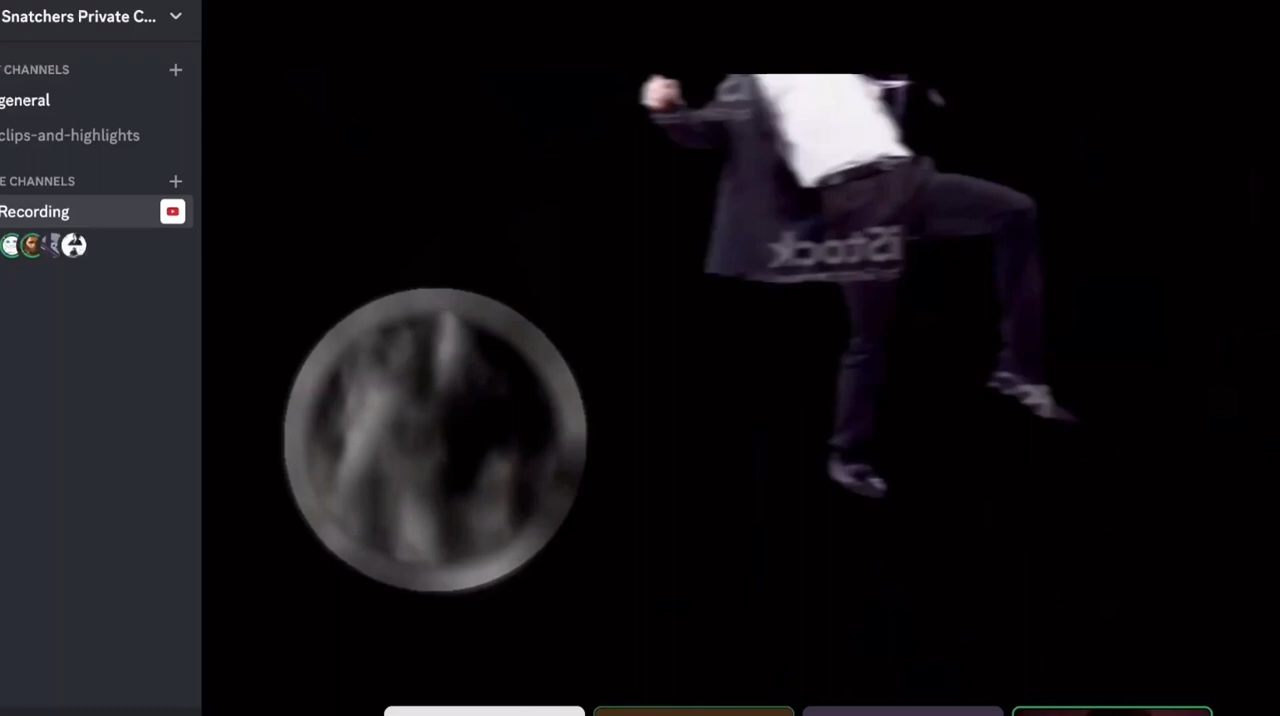 Snatchers Private C...
CHANNELS
general
clips-and-highlights
E CHANNELS
Recording
iStock